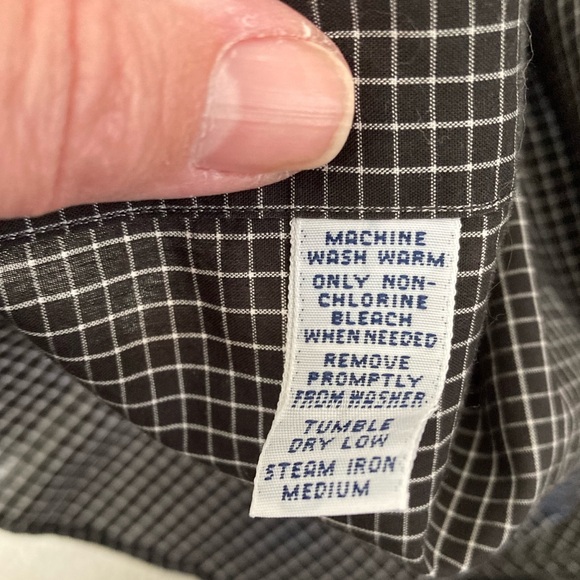 MACHINE
WASH WARM
ONLY NON-
CHLORINE
BLEACH
WHEN NEEDED
REMOVE
PROMPTLY
FROM WASHER
TUMBLE
DRY LOW
STEAM IRON
MEDIUM